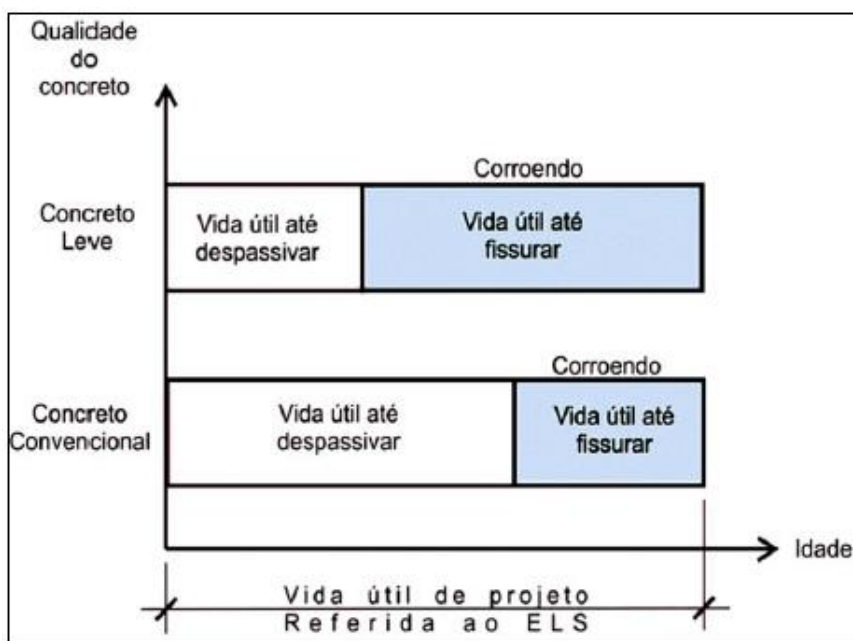 Qualidade
do
concreto
Corroendo
Concreto
Leve
Vida útil até
despassivar
Vida útil até
fissurar
Corroendo
Concreto
Convencional
Vida útil até
despassivar
Vida útil até
fissurar
Idade
Vida útil de projeto
Referida ao ELS